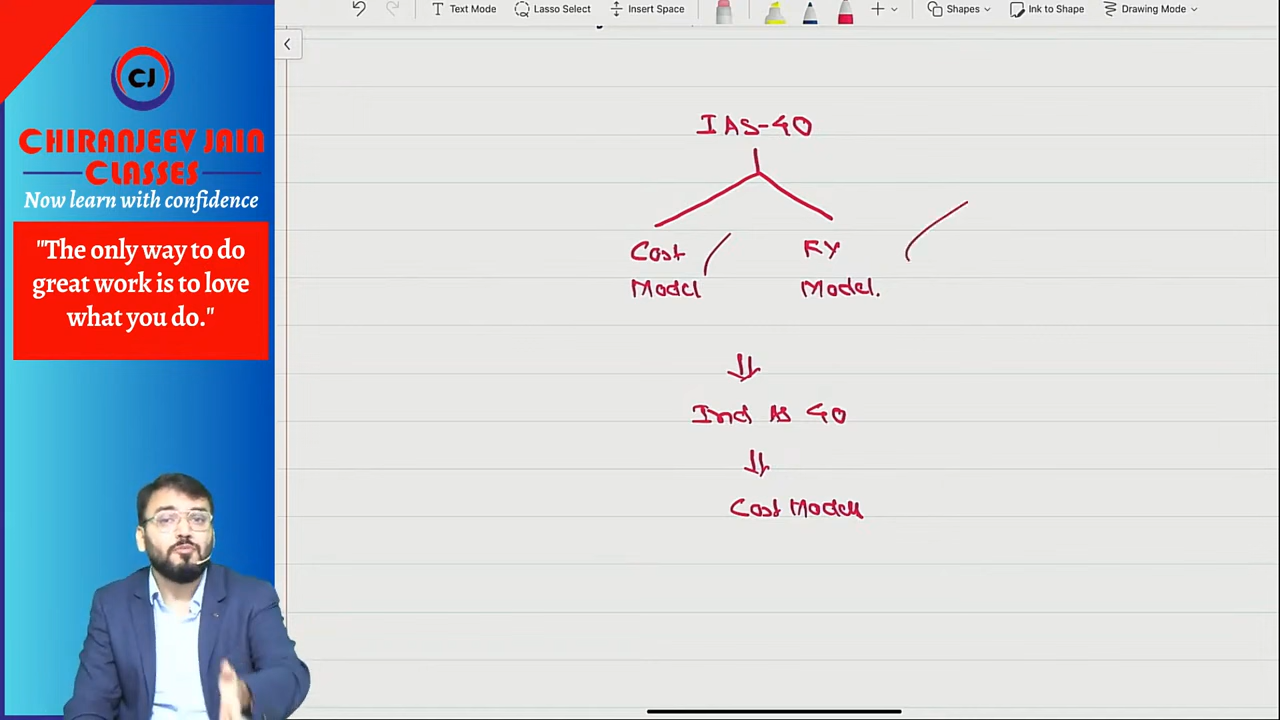 Text Mode
Lasso Select
Insert Space
Shapes
Ink to Shape
Drawing Mode
CJ
CHIRANJEEV JAIN
CLASSES
Now learn with confidence
"The only way to do
great work is to love
what you do."
IAS-40
Cost
Model
FV
Model.
Ind AS 40
Cost Model